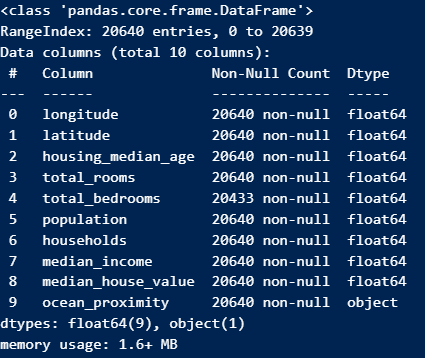 <class 'pandas.core.frame.DataFrame'>
RangeIndex: 20640 entries, 0 to 20639
Data columns (total 10 columns):
 #   Column              Non-Null Count  Dtype
---  ------              --------------  -----
 0   longitude           20640 non-null  float64
 1   latitude            20640 non-null  float64
 2   housing_median_age  20640 non-null  float64
 3   total_rooms         20640 non-null  float64
 4   total_bedrooms      20433 non-null  float64
 5   population          20640 non-null  float64
 6   households          20640 non-null  float64
 7   median_income       20640 non-null  float64
 8   median_house_value  20640 non-null  float64
 9   ocean_proximity     20640 non-null  object
dtypes: float64(9), object(1)
memory usage: 1.6+ MB